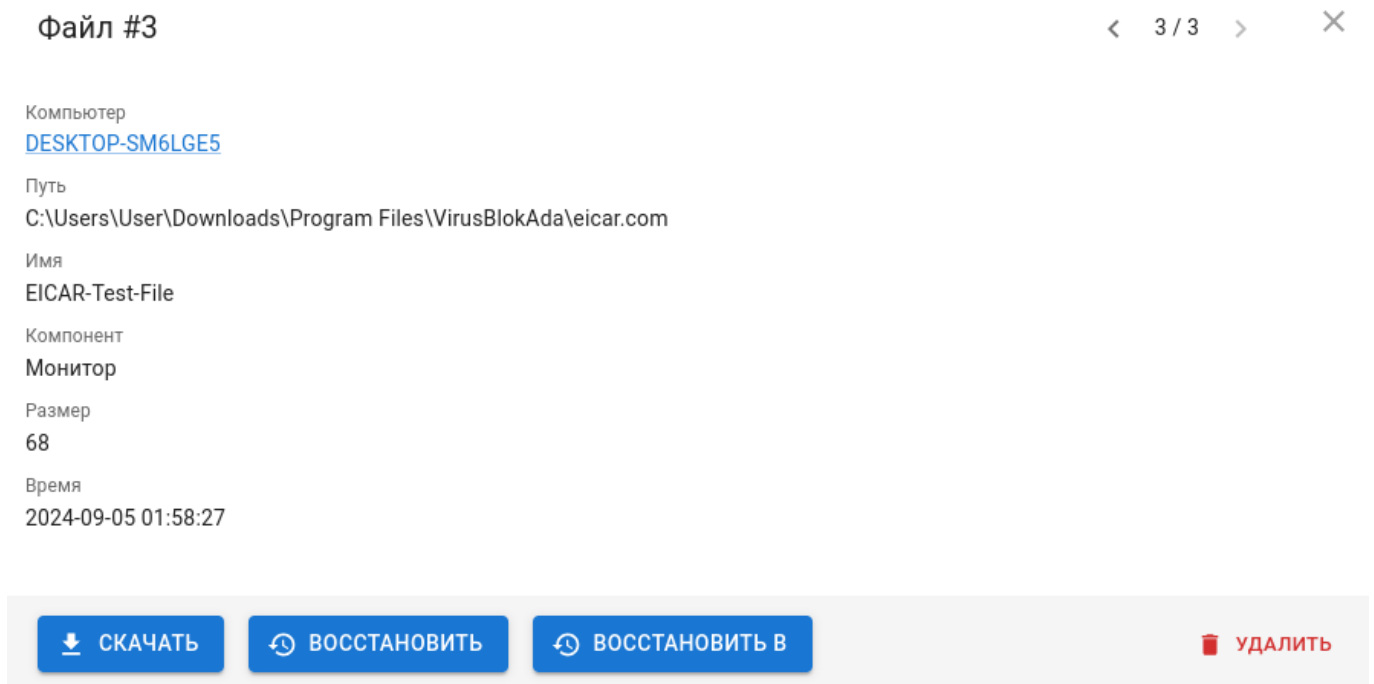 Файл #3
3 / 3
Компьютер
DESKTOP-SM6LGE5
Путь
C:\Users\User\Downloads\Program Files\VirusBlokAda\eicar.com
Имя
EICAR-Test-File
Компонент
Монитор
Размер
68
Время
2024-09-05 01:58:27
СКАЧАТЬ ВОССТАНОВИТЬ ВОССТАНОВИТЬ В УДАЛИТЬ